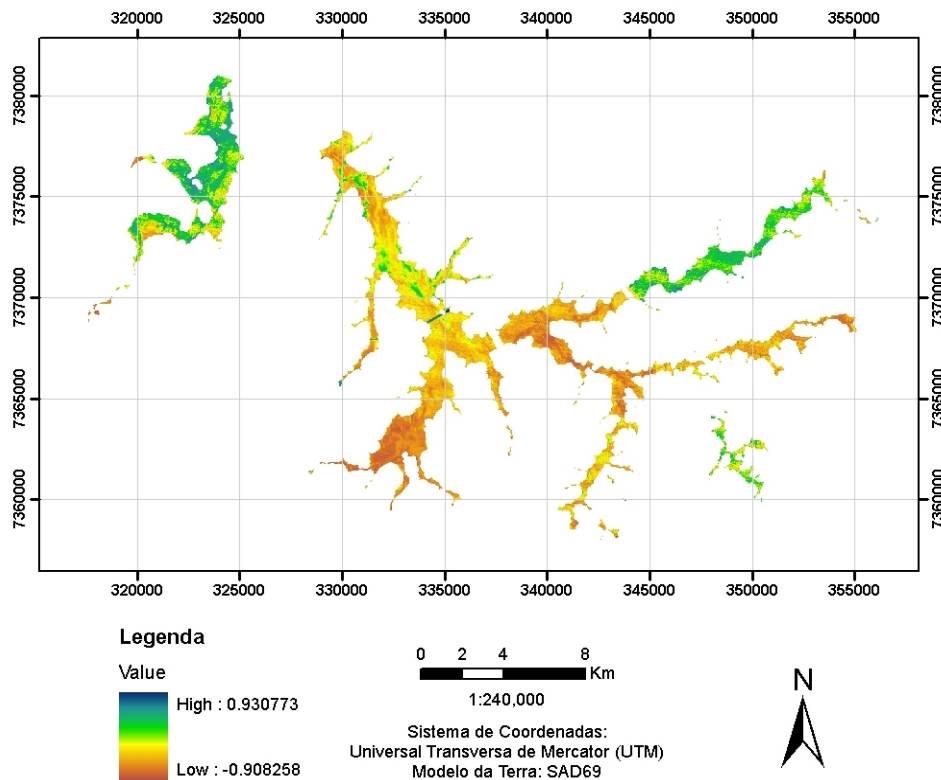 320000 325000 330000 335000 340000 345000 350000 355000
7380000 7380000
7375000 7375000
7370000 7370000
7365000 7365000
7360000 7360000
320000 325000 330000 335000 340000 345000 350000 355000
Legenda
Value
High : 0.930773
Low : -0.908258
0 2 4 8
Km
1:240,000
Sistema de Coordenadas:
Universal Transversa de Mercator (UTM)
Modelo da Terra: SAD69
N